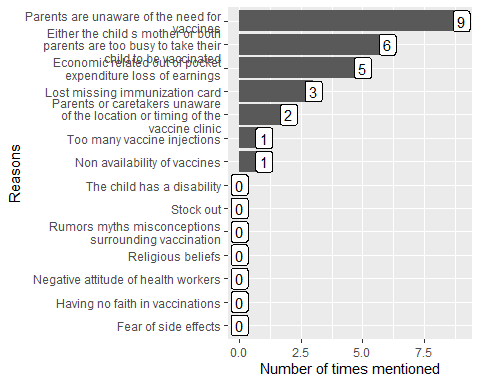 Parents are unaware of the need for
vaccines
9
Either the child s mother or both
parents are too busy to take their
child to be vaccinated
6
Economic related out of pocket
expenditure loss of earnings
5
Lost missing immunization card
3
Parents or caretakers unaware
of the location or timing of the
vaccine clinic
2
Too many vaccine injections
1
Non availability of vaccines
1
The child has a disability
0
Stock out
0
Rumors myths misconceptions
surrounding vaccination
0
Religious beliefs
0
Negative attitude of health workers
0
Having no faith in vaccinations
0
Fear of side effects
0
Reasons
0.0 2.5 5.0 7.5
Number of times mentioned